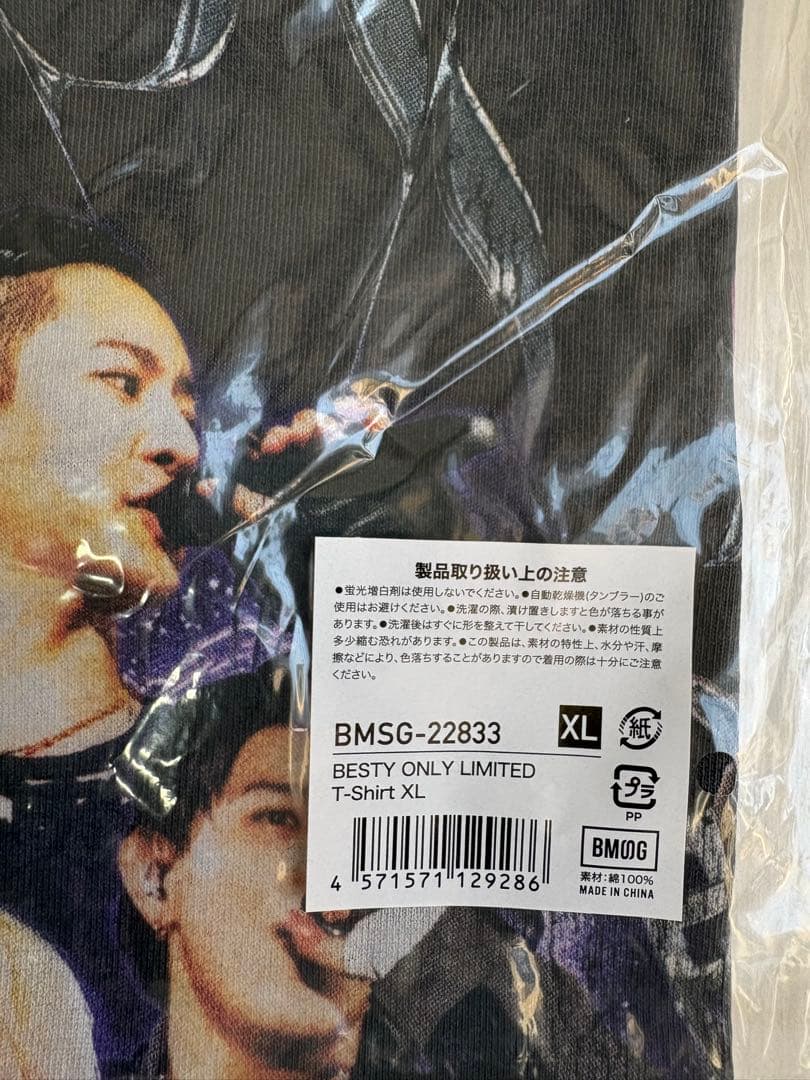 製品取り扱い上の注意
●蛍光増白剤は使用しないでください。●自動乾燥機(タンブラー)のご
使用はお避けください。●洗濯の際、漬け置きしますと色が落ちる事が
あります。●洗濯後はすぐに形を整えて干してください。●素材の性質上
多少縮む恐れがあります。●この製品は、素材の特性上、水分や汗、摩
擦などにより、色落ちすることがありますので着用の際は十分にご注意
ください。
BMSG-22833
XL
紙
BESTY ONLY LIMITED
T-Shirt XL
プラ
PP
BMSG
4 571571 129286
素材:綿100%
MADE IN CHINA